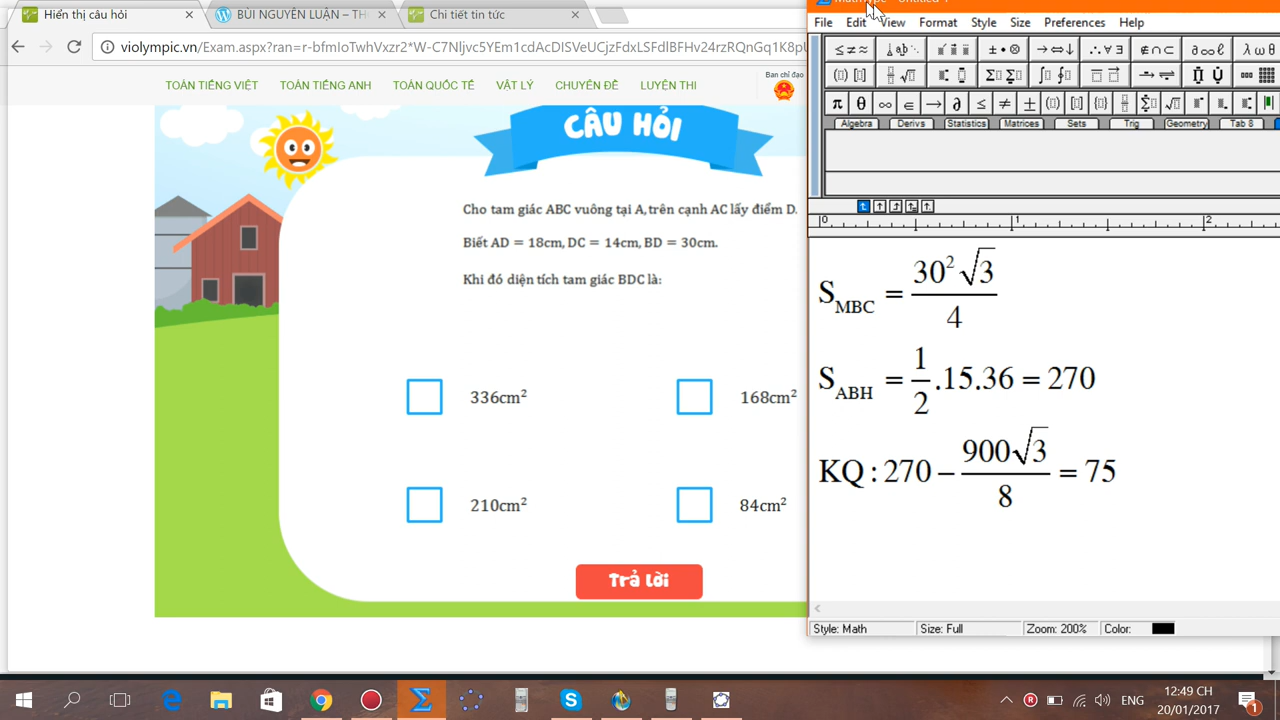 Hiển thị câu hỏi
BÙI NGUYÊN LUẬN – TH
Chi tiết tin tức
violympic.vn/Exam.aspx?ran=r-bfmIoTwhVxzr2*W-C7Nljvc5YEm1cdAcDISVeUCjzFdxLSFdlBFHv24rzRQnGq1K8pU
TOÁN TIẾNG VIỆT TOÁN TIẾNG ANH TOÁN QUỐC TẾ VẬT LÝ CHUYÊN ĐỀ LUYỆN THI
Ban chỉ đạo
CÂU HỎI
Cho tam giác ABC vuông tại A, trên cạnh AC lấy điểm D.
Biết AD = 18cm, DC = 14cm, BD = 30cm.
Khi đó diện tích tam giác BDC là:
336cm²
168cm²
210cm²
84cm²
Trả lời
File Edit View Format Style Size Preferences Help
Algebra Derivs Statistics Matrices Sets Trig Geometry Tab 8
0 1 2
S_MBC = 30²√3 / 4
S_ABH = 1/2 .15.36 = 270
KQ : 270 − 900√3 / 8 = 75
Style: Math Size: Full Zoom: 200% Color:
ENG
12:49 CH
20/01/2017